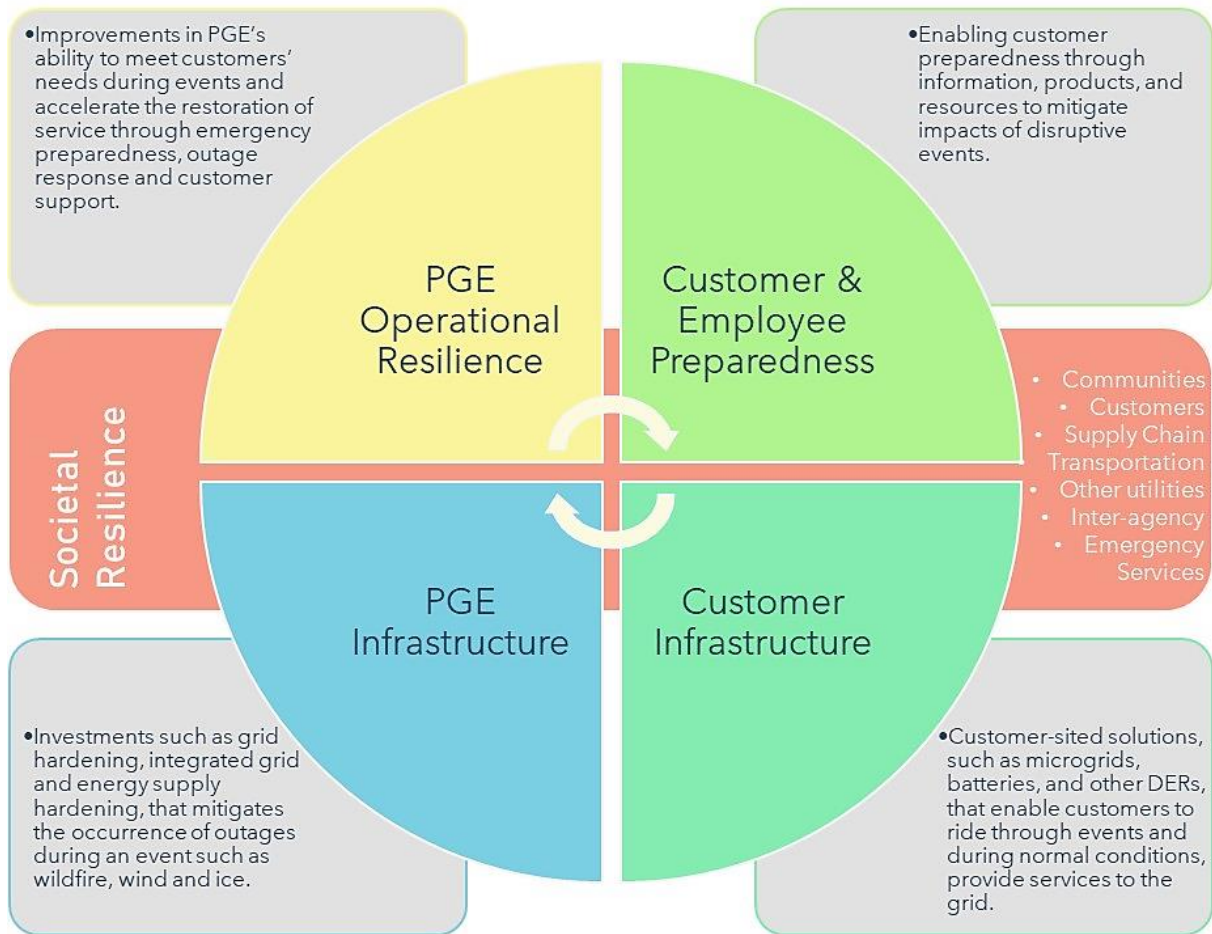 •Improvements in PGE's
ability to meet customers'
needs during events and
accelerate the restoration of
service through emergency
preparedness, outage
response and customer
support.
•Enabling customer
preparedness through
information, products, and
resources to mitigate
impacts of disruptive
events.
PGE
Operational
Resilience
Customer &
Employee
Preparedness
Societal
Resilience
• Communities
• Customers
• Supply Chain
• Transportation
• Other utilities
• Inter-agency
• Emergency
Services
PGE
Infrastructure
Customer
Infrastructure
•Investments such as grid
hardening, integrated grid
and energy supply
hardening, that mitigates
the occurrence of outages
during an event such as
wildfire, wind and ice.
•Customer-sited solutions,
such as microgrids,
batteries, and other DERs,
that enable customers to
ride through events and
during normal conditions,
provide services to the
grid.